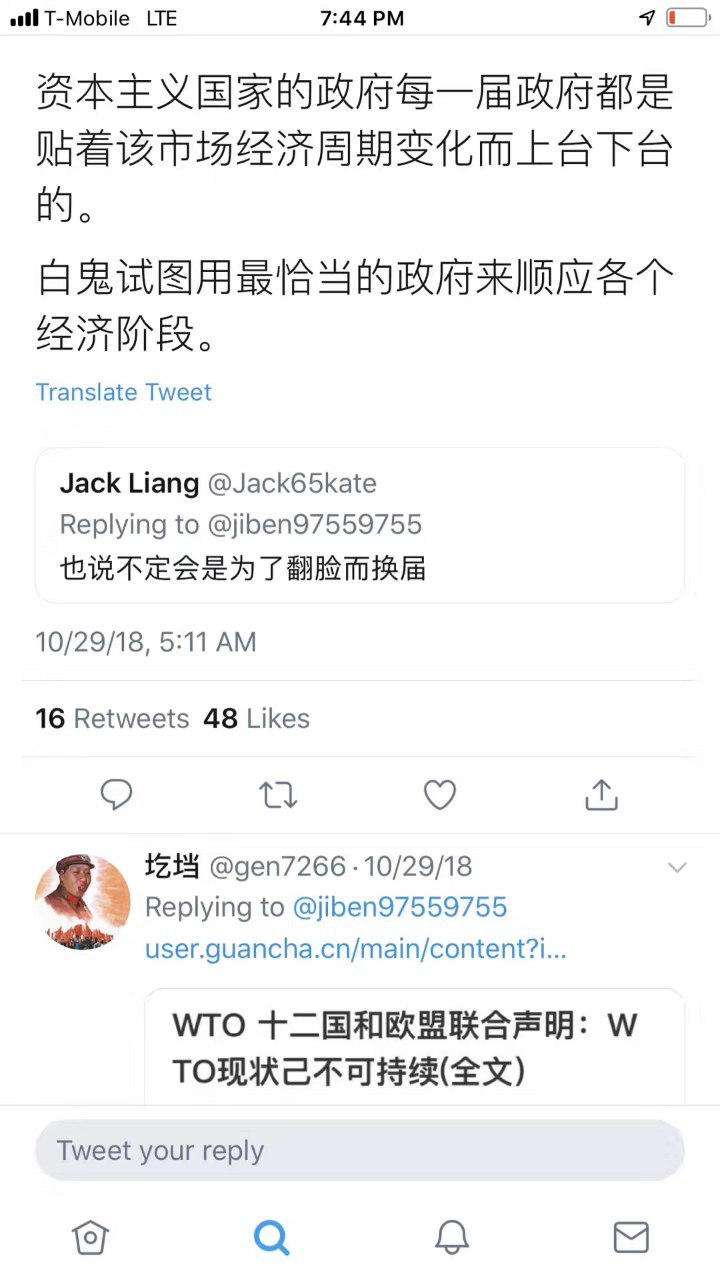 T-Mobile LTE 7:44 PM
资本主义国家的政府每一届政府都是
贴着该市场经济周期变化而上台下台
的。
白鬼试图用最恰当的政府来顺应各个
经济阶段。
Translate Tweet
Jack Liang @Jack65kate
Replying to @jiben97559755
也说不定会是为了翻脸而换届
10/29/18, 5:11 AM
16 Retweets 48 Likes
圪垱 @gen7266 · 10/29/18
Replying to @jiben97559755
user.guancha.cn/main/content?i...
WTO 十二国和欧盟联合声明：W
TO现状己不可持续(全文)
Tweet your reply